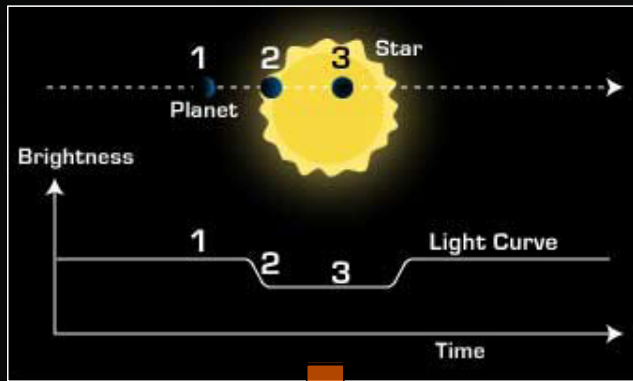 1 2 3 Star
Planet
Brightness
1 2 3 Light Curve
Time